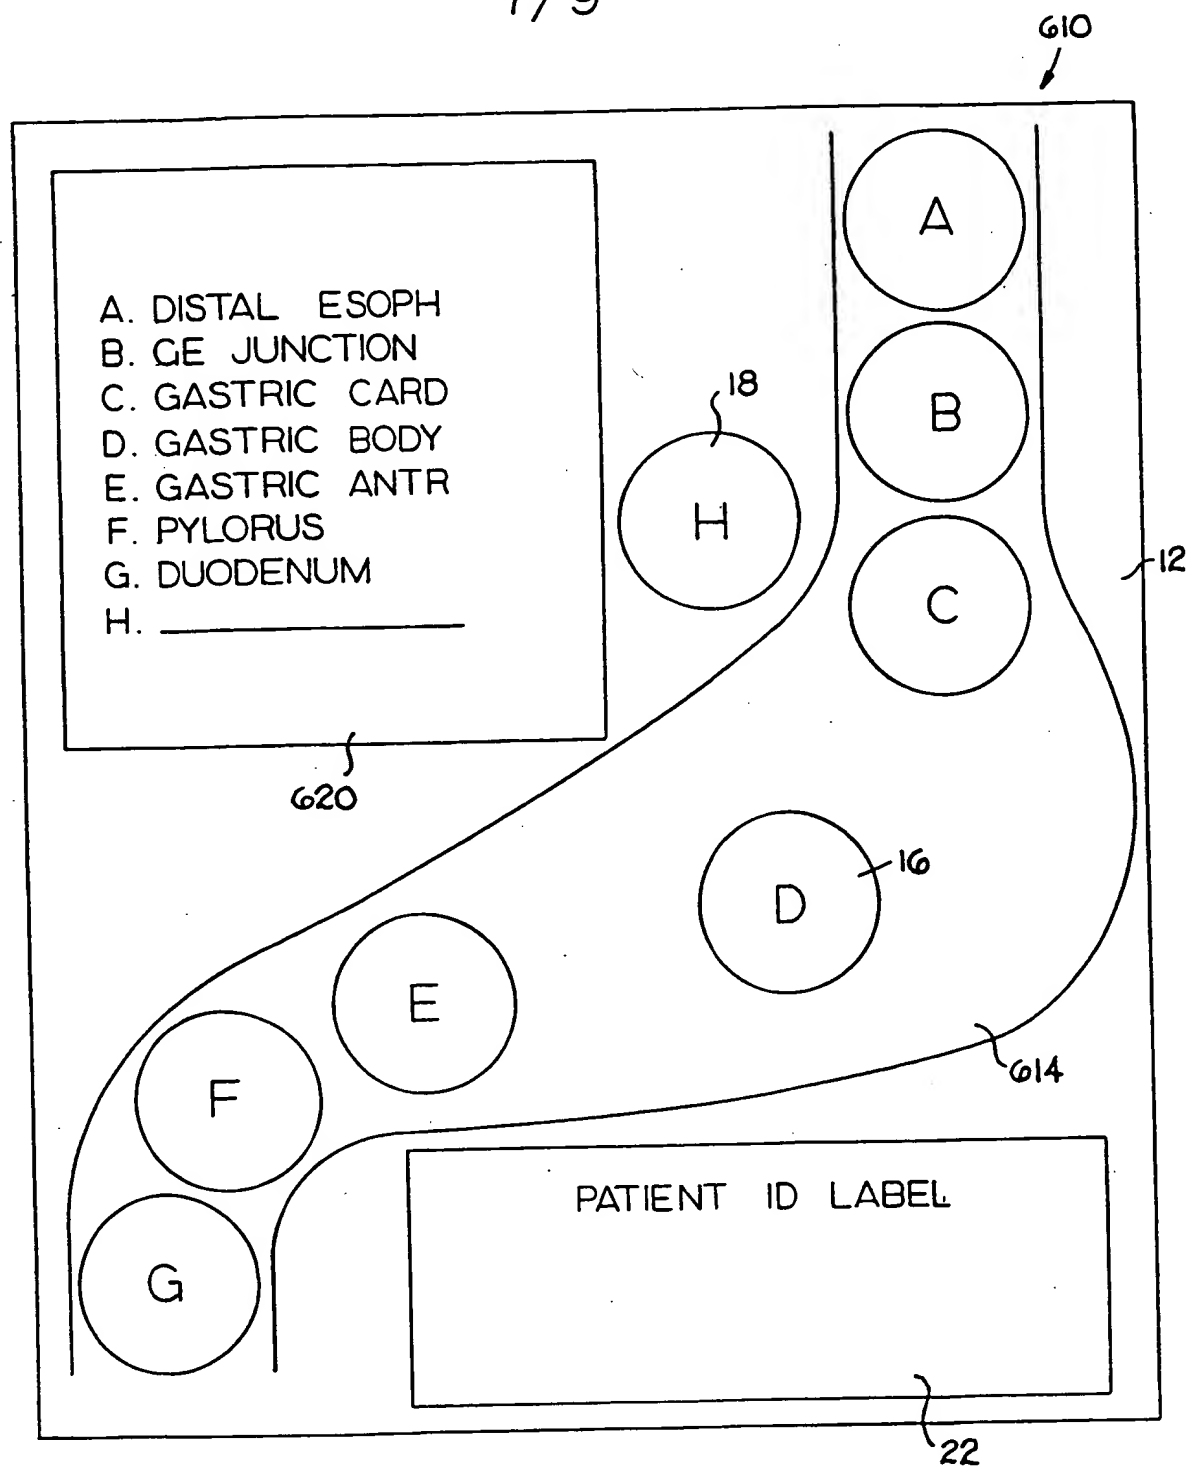 610
A. DISTAL ESOPH
B. GE JUNCTION
C. GASTRIC CARD
D. GASTRIC BODY
E. GASTRIC ANTR
F. PYLORUS
G. DUODENUM
H.
620
A
B
18
H
C
12
D
16
E
614
F
G
PATIENT ID LABEL
22